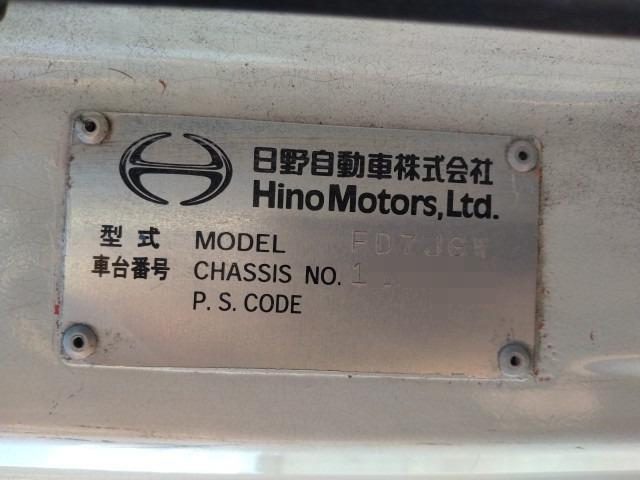 日野自動車株式会社
Hino Motors, Ltd.
型式 MODEL FD7JGW
車台番号 CHASSIS NO. 1
P. S. CODE